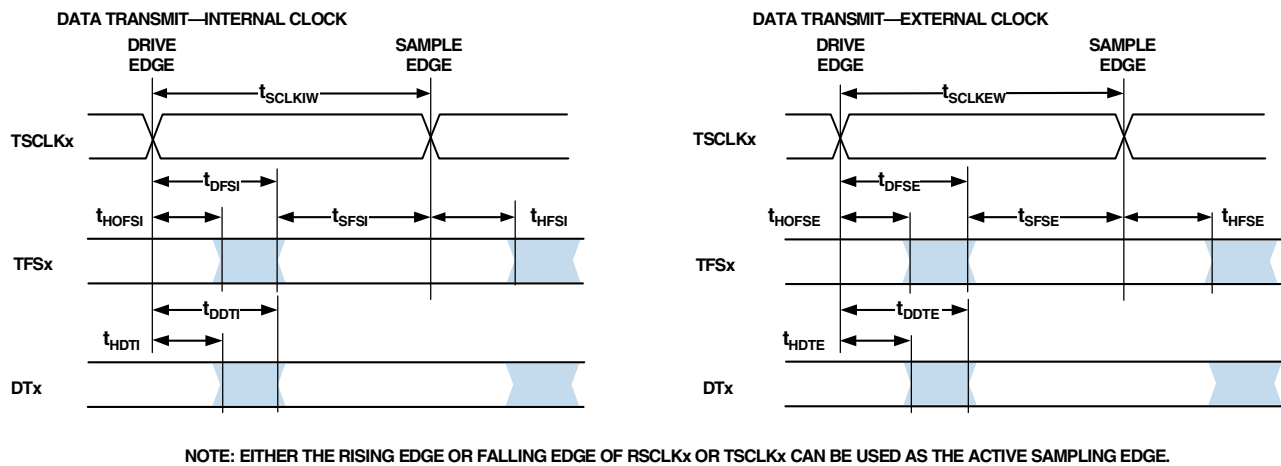 DATA TRANSMIT—INTERNAL CLOCK
DRIVE
EDGE
SAMPLE
EDGE
tSCLKIW
TSCLKx
tDFSI
tHOFSI
tSFSI
tHFSI
TFSx
tDDTI
tHDTI
DTx
DATA TRANSMIT—EXTERNAL CLOCK
DRIVE
EDGE
SAMPLE
EDGE
tSCLKEW
TSCLKx
tDFSE
tHOFSE
tSFSE
tHFSE
TFSx
tDDTE
tHDTE
DTx
NOTE: EITHER THE RISING EDGE OR FALLING EDGE OF RSCLKx OR TSCLKx CAN BE USED AS THE ACTIVE SAMPLING EDGE.